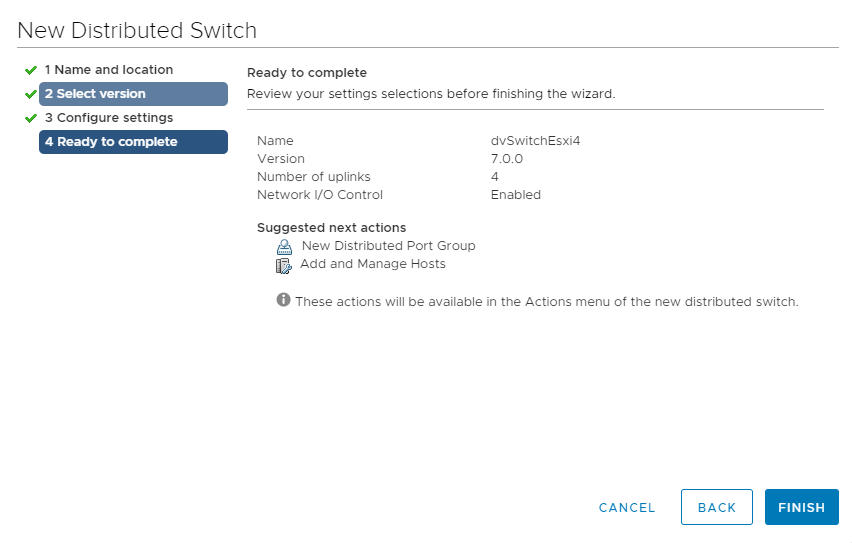 New Distributed Switch
1 Name and location
2 Select version
3 Configure settings
4 Ready to complete
Ready to complete
Review your settings selections before finishing the wizard.
Name dvSwitchEsxi4
Version 7.0.0
Number of uplinks 4
Network I/O Control Enabled
Suggested next actions
New Distributed Port Group
Add and Manage Hosts
These actions will be available in the Actions menu of the new distributed switch.
CANCEL BACK FINISH